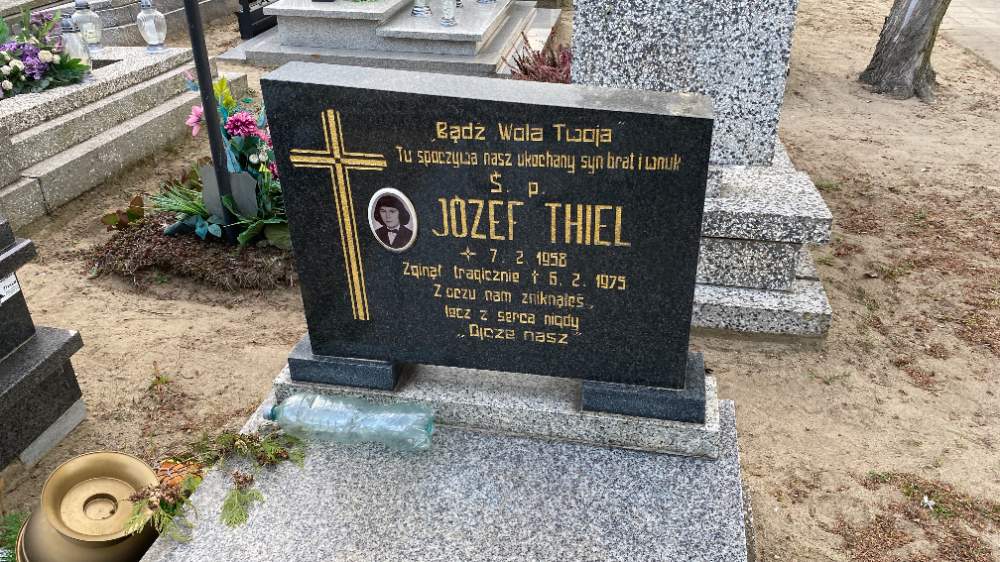 „Bądź Wola Twoja”
Tu spoczywa nasz ukochany syn brat i wnuk
Ś. p.
JÓZEF THIEL
7. 2. 1958
Zginął tragicznie † 6. 2. 1975
Z oczu nam zniknąłeś,
lecz z serca nigdy
„Ojcze nasz”